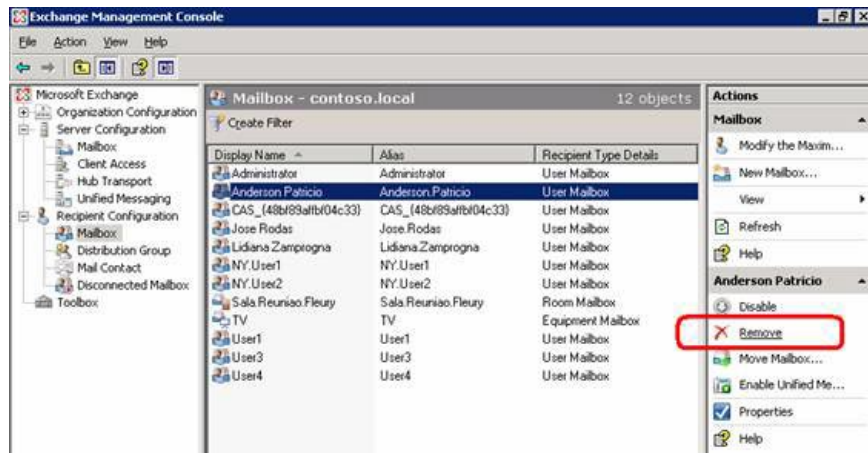 Exchange Management Console
File Action View Help
Microsoft Exchange
Organization Configuration
Server Configuration
Mailbox
Client Access
Hub Transport
Unified Messaging
Recipient Configuration
Mailbox
Distribution Group
Mail Contact
Disconnected Mailbox
Toolbox
Mailbox - contoso.local 12 objects
Create Filter
Display Name Alias Recipient Type Details
Administrator Administrator User Mailbox
Anderson Patricio Anderson.Patricio User Mailbox
CAS_{48bf89affbf04c33} CAS_{48bf89affbf04c33} User Mailbox
Jose Rodas Jose.Rodas User Mailbox
Lidiana Zamprogna Lidiana.Zamprogna User Mailbox
NY.User1 NY.User1 User Mailbox
NY.User2 NY.User2 User Mailbox
Sala.Reuniao.Fleury Sala.Reuniao.Fleury Room Mailbox
TV TV Equipment Mailbox
User1 User1 User Mailbox
User3 User3 User Mailbox
User4 User4 User Mailbox
Actions
Mailbox
Modify the Maxim...
New Mailbox...
View
Refresh
Help
Anderson Patricio
Disable
Remove
Move Mailbox...
Enable Unified Me...
Properties
Help